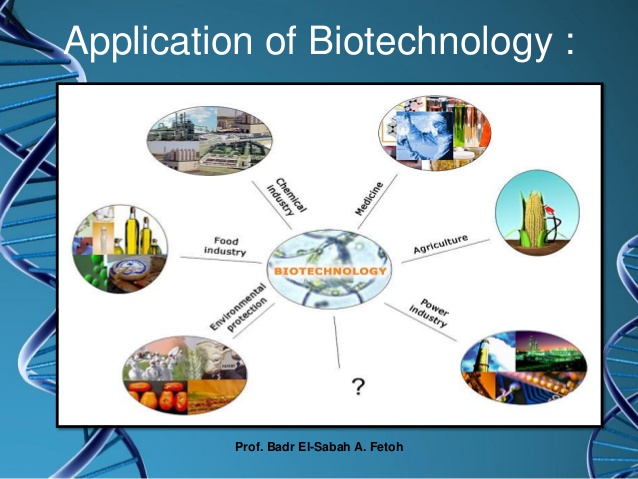 Application of Biotechnology :
Chemical
industry
Medicine
Food
industry
BIOTECHNOLOGY
Agriculture
Environmental
protection
Power
industry
?
Prof. Badr El-Sabah A. Fetoh